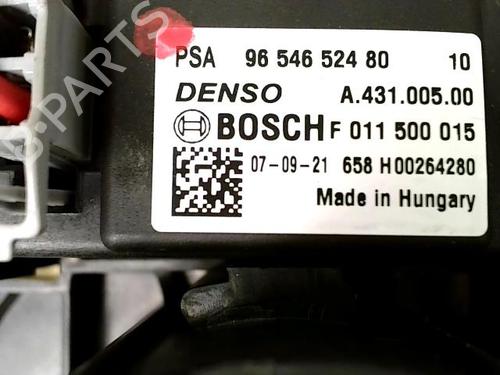 PSA 96 546 524 80 10
DENSO A.431.005.00
BOSCH F 011 500 015
07-09-21 658 H00264280
Made in Hungary
B-PARTS